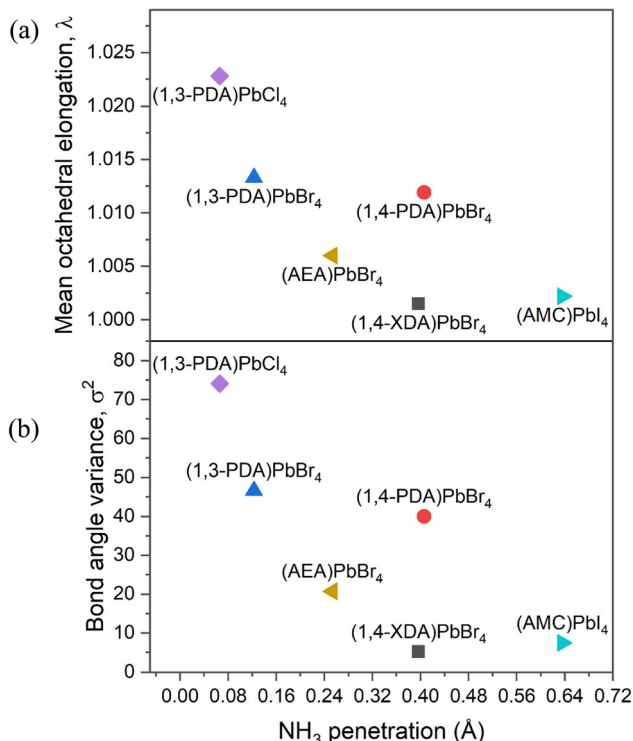 (a)
Mean octahedral elongation, λ
1.025
1.020
1.015
1.010
1.005
1.000
(1,3-PDA)PbCl₄
(1,3-PDA)PbBr₄
(1,4-PDA)PbBr₄
(AEA)PbBr₄
(1,4-XDA)PbBr₄
(AMC)PbI₄
(b)
Bond angle variance, σ²
80
70
60
50
40
30
20
10
0
(1,3-PDA)PbCl₄
(1,3-PDA)PbBr₄
(1,4-PDA)PbBr₄
(AEA)PbBr₄
(1,4-XDA)PbBr₄
(AMC)PbI₄
0.00 0.08 0.16 0.24 0.32 0.40 0.48 0.56 0.64 0.72
NH₃ penetration (Å)